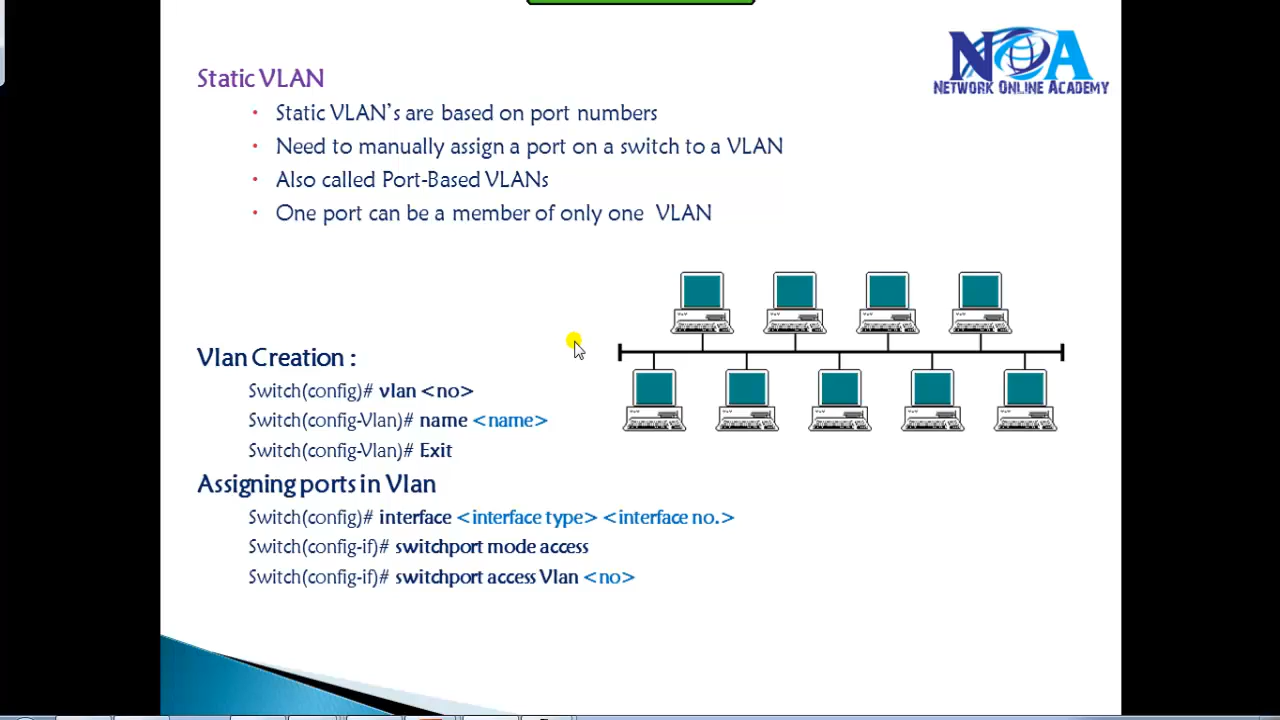 NOA
NETWORK ONLINE ACADEMY
Static VLAN
• Static VLAN's are based on port numbers
• Need to manually assign a port on a switch to a VLAN
• Also called Port-Based VLANs
• One port can be a member of only one VLAN
Vlan Creation :
Switch(config)# vlan <no>
Switch(config-Vlan)# name <name>
Switch(config-Vlan)# Exit
Assigning ports in Vlan
Switch(config)# interface <interface type> <interface no.>
Switch(config-if)# switchport mode access
Switch(config-if)# switchport access Vlan <no>